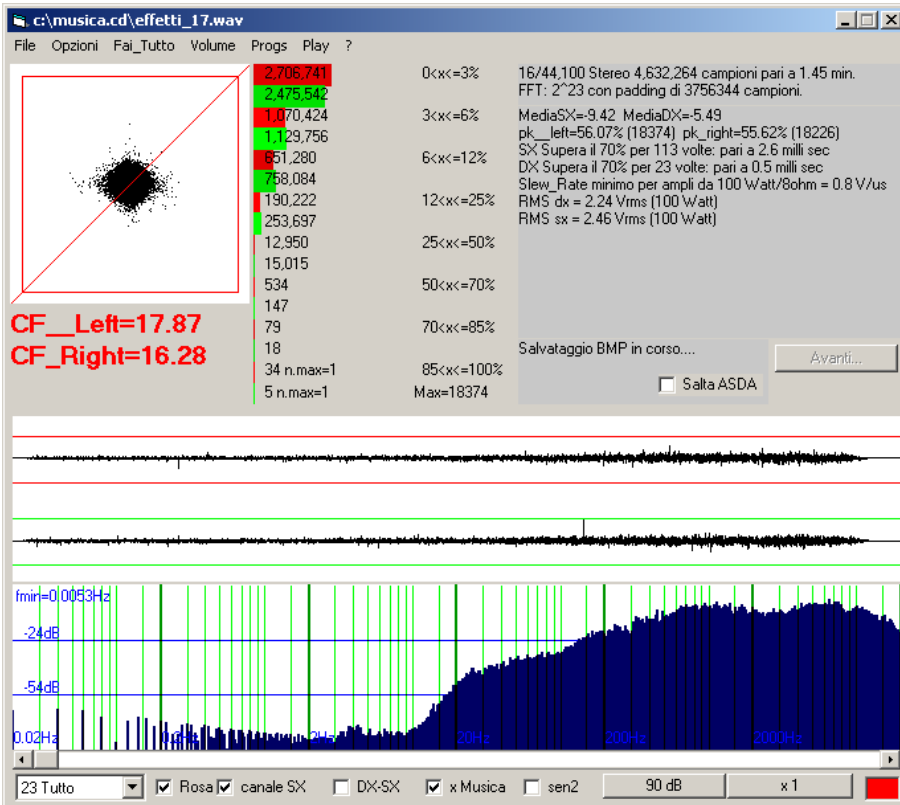 c:\musica.cd\effetti_17.wav
File Opzioni Fai_Tutto Volume Progs Play ?
2,706,741 0<x<=3%
2,475,542
1,070,424 3<x<=6%
1,129,756
651,280 6<x<=12%
758,084
190,222 12<x<=25%
253,697
12,950 25<x<=50%
15,015
534 50<x<=70%
147
79 70<x<=85%
18
34 n.max=1 85<x<=100%
5 n.max=1 Max=18374
16/44,100 Stereo 4,632,264 campioni pari a 1.45 min.
FFT: 2^23 con padding di 3756344 campioni.
MediaSX=-9.42 MediaDX=-5.49
pk__left=56.07% (18374) pk_right=55.62% (18226)
SX Supera il 70% per 113 volte: pari a 2.6 milli sec
DX Supera il 70% per 23 volte: pari a 0.5 milli sec
Slew_Rate minimo per ampli da 100 Watt/8ohm = 0.8 V/us
RMS dx = 2.24 Vrms (100 Watt)
RMS sx = 2.46 Vrms (100 Watt)
CF__Left=17.87
CF_Right=16.28
Salvataggio BMP in corso....
Avanti...
Salta ASDA
fmin=0.0053Hz
-24dB
-54dB
0.02Hz 0.2Hz 2Hz 20Hz 200Hz 2000Hz
23 Tutto Rosa canale SX DX-SX x Musica sen2 90 dB x 1